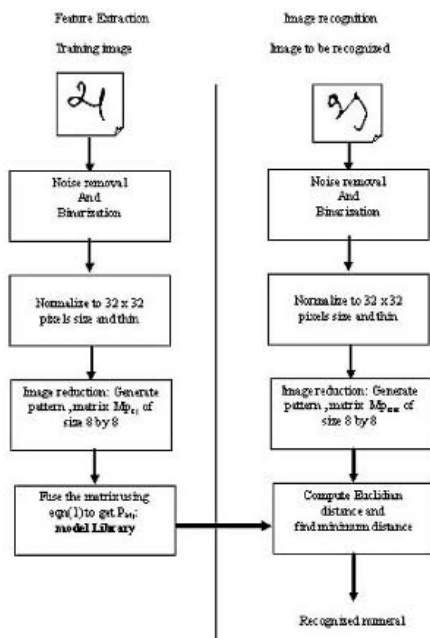 Feature Extraction
Training image
Noise removal
And
Binarization
Normalize to 32 x 32
pixels size and thin
Image reduction: Generate
pattern ,matrix of
size 8 by 8
Fuse the matrix using
eqn(1) to get
model Library
Image recognition
Image to be recognized
Noise removal
And
Binarization
Normalize to 32 x 32
pixels size and thin
Image reduction: Generate
pattern ,matrix of
size 8 by 8
Compute Euclidian
distance and
find minimum distance
Recognized numeral